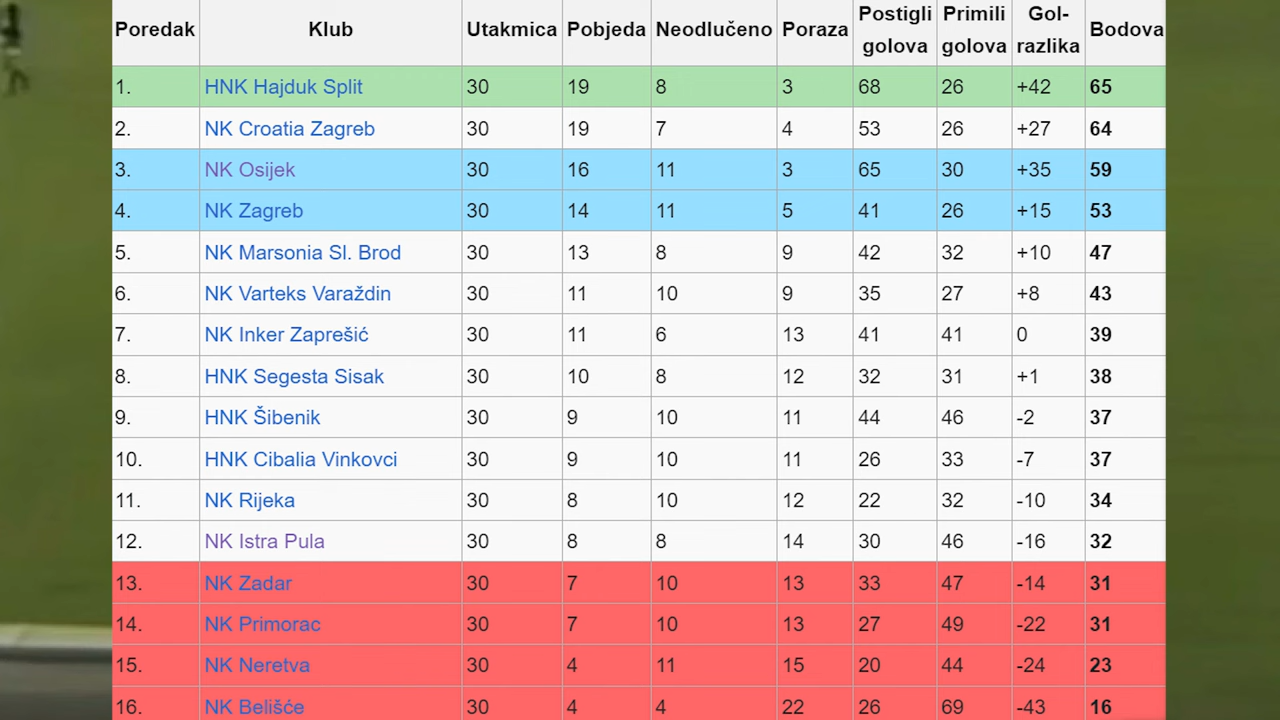 Poredak Klub Utakmica Pobjeda Neodlučeno Poraza Postigli golova Primili golova Gol-razlika Bodova
1. HNK Hajduk Split 30 19 8 3 68 26 +42 65
2. NK Croatia Zagreb 30 19 7 4 53 26 +27 64
3. NK Osijek 30 16 11 3 65 30 +35 59
4. NK Zagreb 30 14 11 5 41 26 +15 53
5. NK Marsonia Sl. Brod 30 13 8 9 42 32 +10 47
6. NK Varteks Varaždin 30 11 10 9 35 27 +8 43
7. NK Inker Zaprešić 30 11 6 13 41 41 0 39
8. HNK Segesta Sisak 30 10 8 12 32 31 +1 38
9. HNK Šibenik 30 9 10 11 44 46 -2 37
10. HNK Cibalia Vinkovci 30 9 10 11 26 33 -7 37
11. NK Rijeka 30 8 10 12 22 32 -10 34
12. NK Istra Pula 30 8 8 14 30 46 -16 32
13. NK Zadar 30 7 10 13 33 47 -14 31
14. NK Primorac 30 7 10 13 27 49 -22 31
15. NK Neretva 30 4 11 15 20 44 -24 23
16. NK Belišće 30 4 4 22 26 69 -43 16